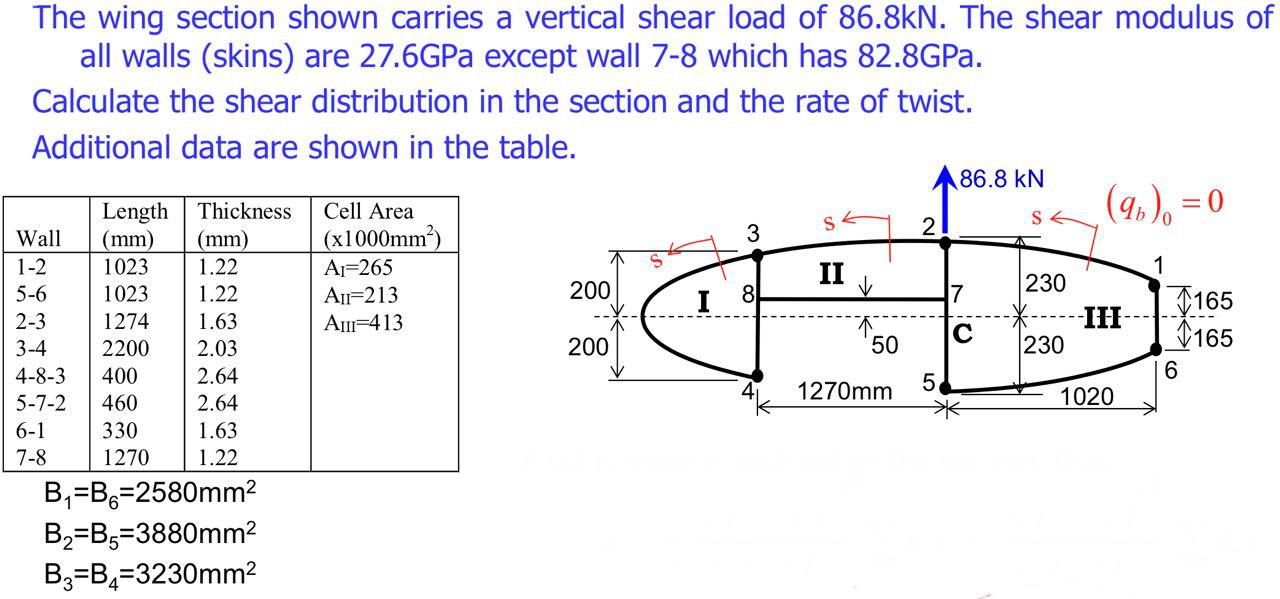 The wing section shown carries a vertical shear load of 86.8kN. The shear modulus of
all walls (skins) are 27.6GPa except wall 7-8 which has 82.8GPa.
Calculate the shear distribution in the section and the rate of twist.
Additional data are shown in the table.
Wall Length (mm) Thickness (mm) Cell Area (x1000mm²)
1-2 1023 1.22 A_I=265
5-6 1023 1.22 A_II=213
2-3 1274 1.63 A_III=413
3-4 2200 2.03
4-8-3 400 2.64
5-7-2 460 2.64
6-1 330 1.63
7-8 1270 1.22
B₁=B₆=2580mm²
B₂=B₅=3880mm²
B₃=B₄=3230mm²
86.8 kN
(q_b)₀ = 0
s
s
s
3
2
1
200
I
8
II
7
230
165
200
50
C
230
III
165
4
1270mm
5
1020
6